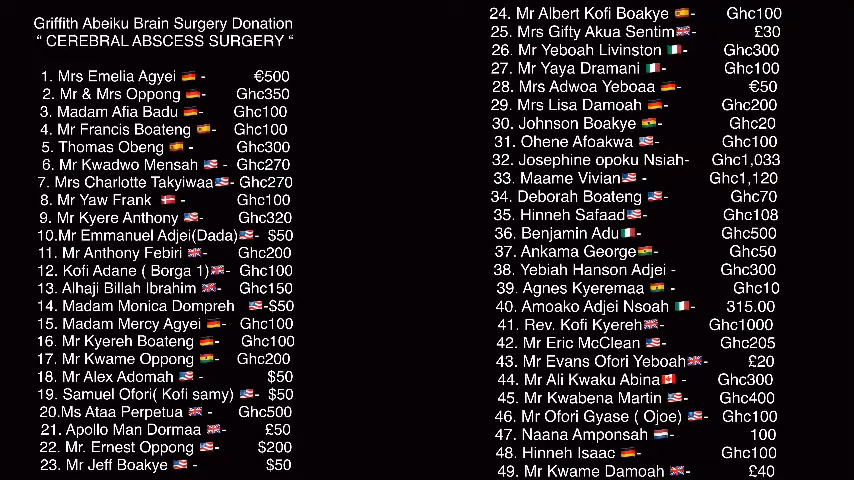 Griffith Abeiku Brain Surgery Donation
“ CEREBRAL ABSCESS SURGERY “
1. Mrs Emelia Agyei 🇩🇪 - €500
2. Mr & Mrs Oppong 🇩🇪- Ghc350
3. Madam Afia Badu 🇩🇪- Ghc100
4. Mr Francis Boateng 🇪🇸- Ghc100
5. Thomas Obeng 🇪🇸 - Ghc300
6. Mr Kwadwo Mensah 🇺🇸 - Ghc270
7. Mrs Charlotte Takyiwaa🇺🇸- Ghc270
8. Mr Yaw Frank 🇩🇰 - Ghc100
9. Mr Kyere Anthony 🇺🇸- Ghc320
10.Mr Emmanuel Adjei(Dada)🇺🇸- $50
11. Mr Anthony Febiri 🇬🇧- Ghc200
12. Kofi Adane ( Borga 1)🇬🇧- Ghc100
13. Alhaji Billah Ibrahim 🇬🇧- Ghc150
14. Madam Monica Dompreh 🇺🇸-$50
15. Madam Mercy Agyei 🇩🇪- Ghc100
16. Mr Kyereh Boateng 🇩🇪- Ghc100
17. Mr Kwame Oppong 🇬🇭- Ghc200
18. Mr Alex Adomah 🇺🇸 - $50
19. Samuel Ofori( Kofi samy) 🇺🇸- $50
20.Ms Ataa Perpetua 🇬🇧 - Ghc500
21. Apollo Man Dormaa 🇬🇧- £50
22. Mr. Ernest Oppong 🇺🇸- $200
23. Mr Jeff Boakye 🇺🇸 - $50
24. Mr Albert Kofi Boakye 🇪🇸- Ghc100
25. Mrs Gifty Akua Sentim🇬🇧- £30
26. Mr Yeboah Livinston 🇮🇹- Ghc300
27. Mr Yaya Dramani 🇮🇹- Ghc100
28. Mrs Adwoa Yeboaa 🇩🇪- €50
29. Mrs Lisa Damoah 🇩🇪- Ghc200
30. Johnson Boakye 🇬🇭- Ghc20
31. Ohene Afoakwa 🇺🇸- Ghc100
32. Josephine opoku Nsiah- Ghc1,033
33. Maame Vivian🇺🇸- Ghc1,120
34. Deborah Boateng 🇺🇸- Ghc70
35. Hinneh Safaad🇺🇸- Ghc108
36. Benjamin Adu🇮🇹- Ghc500
37. Ankama George🇬🇭- Ghc50
38. Yebiah Hanson Adjei - Ghc300
39. Agnes Kyeremaa 🇬🇭 - Ghc10
40. Amoako Adjei Nsoah 🇮🇹- 315.00
41. Rev. Kofi Kyereh🇬🇧- Ghc1000
42. Mr Eric McClean 🇺🇸- Ghc205
43. Mr Evans Ofori Yeboah🇬🇧- £20
44. Mr Ali Kwaku Abina🇨🇦 - Ghc300
45. Mr Kwabena Martin 🇺🇸- Ghc400
46. Mr Ofori Gyase ( Ojoe) 🇺🇸- Ghc100
47. Naana Amponsah 🇳🇱- 100
48. Hinneh Isaac 🇩🇪- Ghc100
49. Mr Kwame Damoah 🇬🇧- £40